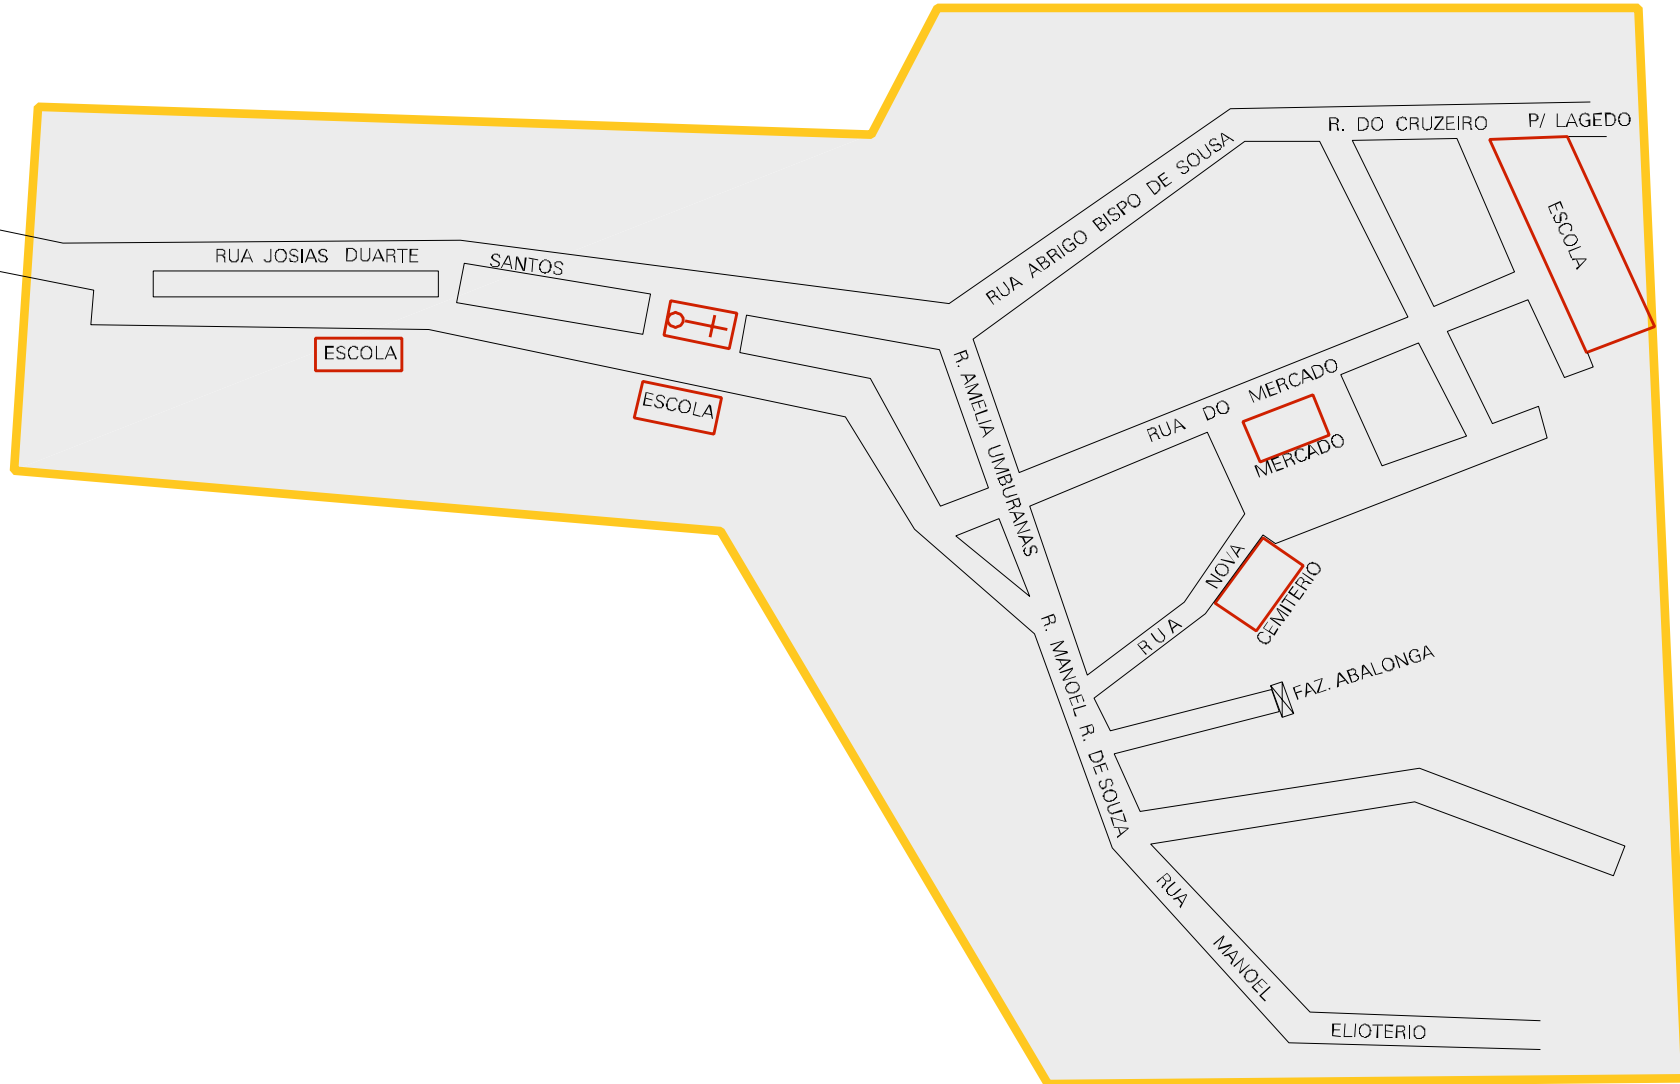 R. DO CRUZEIRO
P/ LAGEDO
RUA ABRIGO BISPO DE SOUSA
ESCOLA
RUA JOSIAS DUARTE
SANTOS
ESCOLA
ESCOLA
R. AMELIA UMBURANAS
RUA DO MERCADO
MERCADO
RUA NOVA
CEMITERIO
R. MANOEL R. DE SOUZA
FAZ. ABALONGA
RUA MANOEL
ELIOTERIO